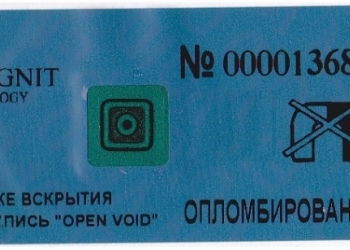 GNIT
№ 00001368
OLOGY
КЕ ВСКРЫТИЯ
ПИСЬ "OPEN VOID"
ОПЛОМБИРОВАН